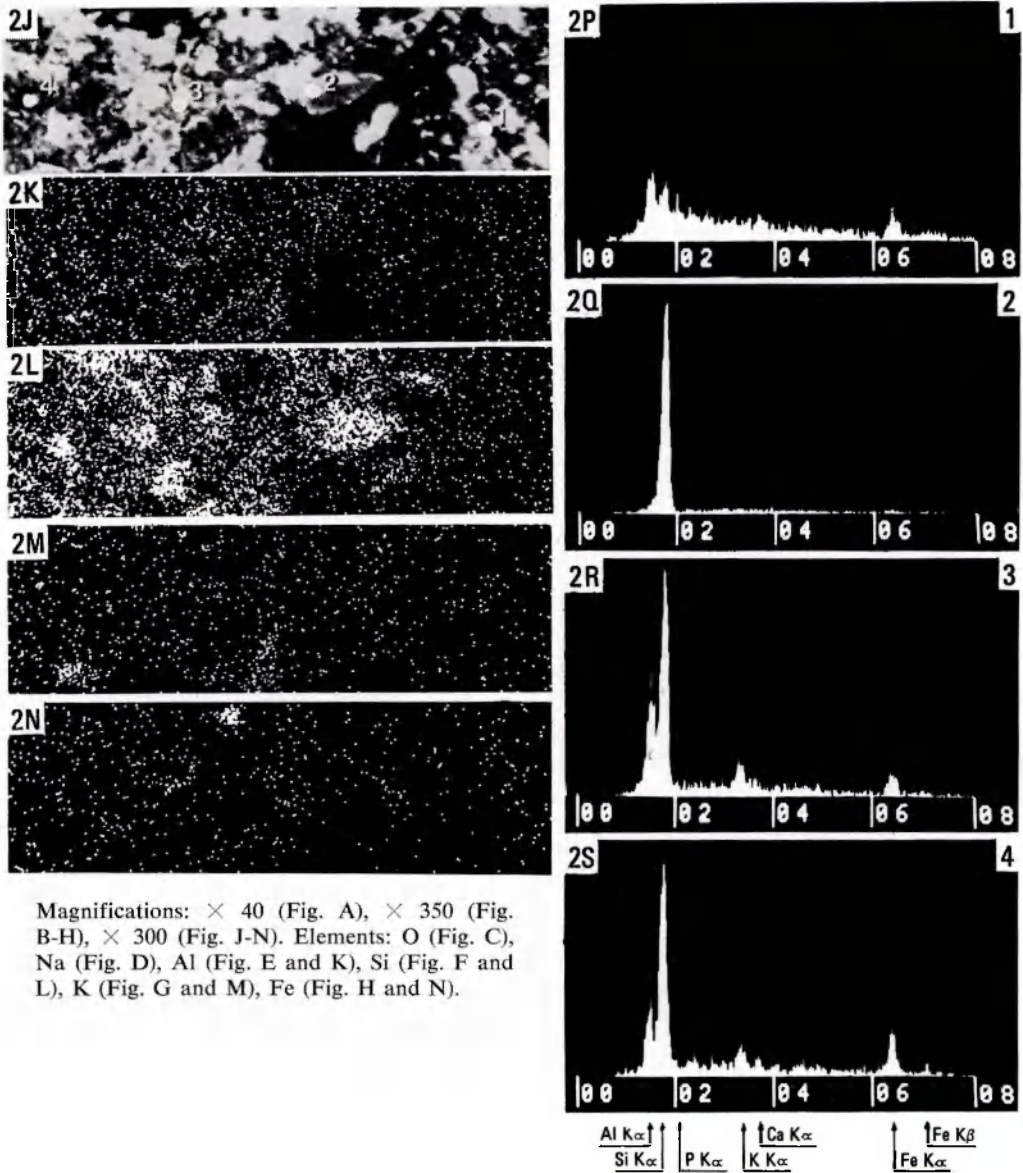 2J
4
3
2
1
2K
2L
2M
2N
Magnifications: × 40 (Fig. A), × 350 (Fig.
B-H), × 300 (Fig. J-N). Elements: O (Fig. C),
Na (Fig. D), Al (Fig. E and K), Si (Fig. F and
L), K (Fig. G and M), Fe (Fig. H and N).
2P 1
00 02 04 06 08
2Q 2
00 02 04 06 08
2R 3
00 02 04 06 08
2S 4
00 02 04 06 08
Al Kα Ca Kα Fe Kβ
Si Kα P Kα K Kα Fe Kα